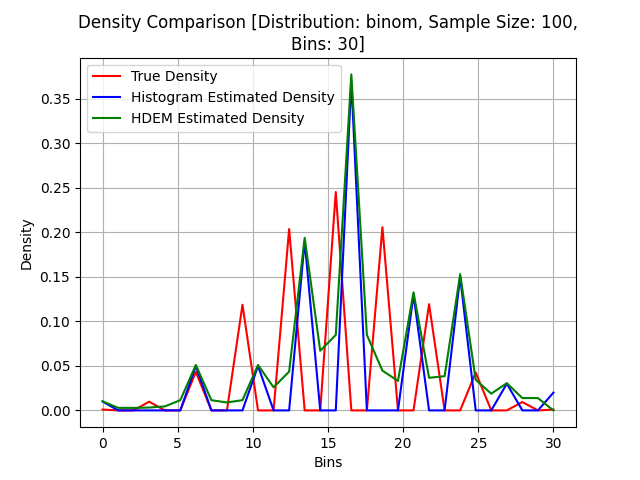 Density Comparison [Distribution: binom, Sample Size: 100,
Bins: 30]
True Density
Histogram Estimated Density
HDEM Estimated Density
Density
0.35
0.30
0.25
0.20
0.15
0.10
0.05
0.00
0 5 10 15 20 25 30
Bins